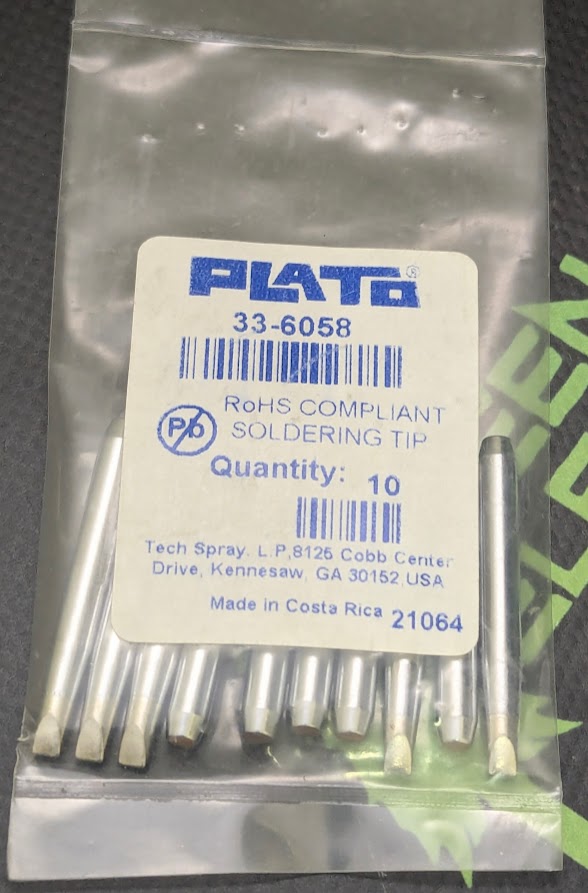 PLATO®
33-6058
RoHS COMPLIANT
Pb
SOLDERING TIP
Quantity: 10
Tech Spray, L.P,8125 Cobb Center
Drive, Kennesaw, GA 30152,USA
Made in Costa Rica 21064